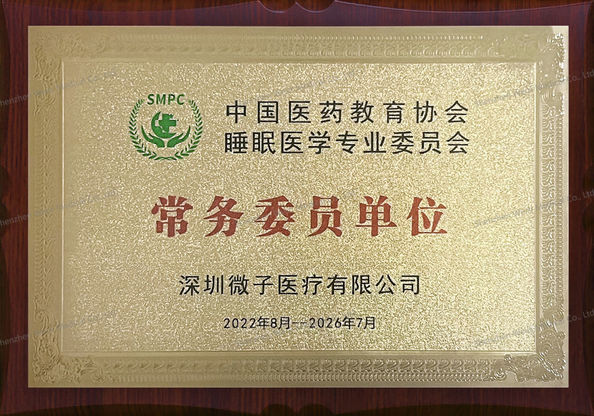 SMPC
中国医药教育协会
睡眠医学专业委员会
常务委员单位
深圳微子医疗有限公司
2022年8月--2026年7月